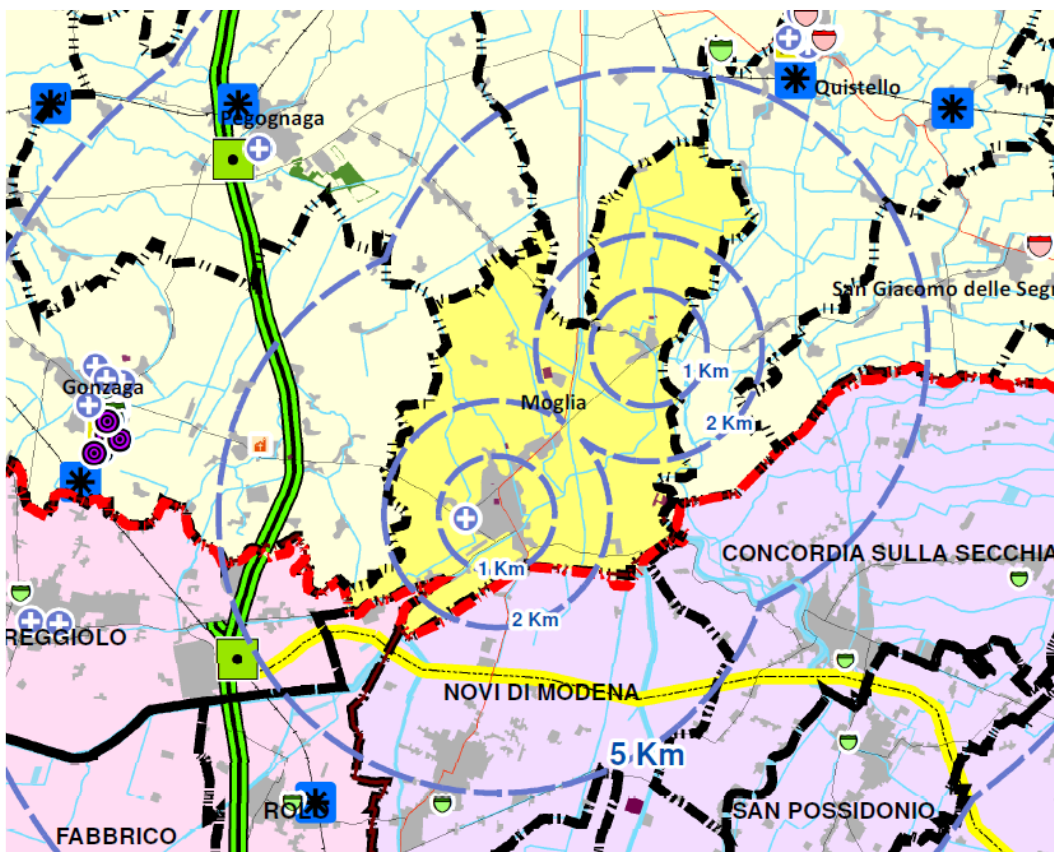 Quistello
Pegognaga
San Giacomo delle Segn
1 Km
Gonzaga
Moglia
2 Km
CONCORDIA SULLA SECCHIA
1 Km
2 Km
REGGIOLO
NOVI DI MODENA
5 Km
ROLO
SAN POSSIDONIO
FABBRICO